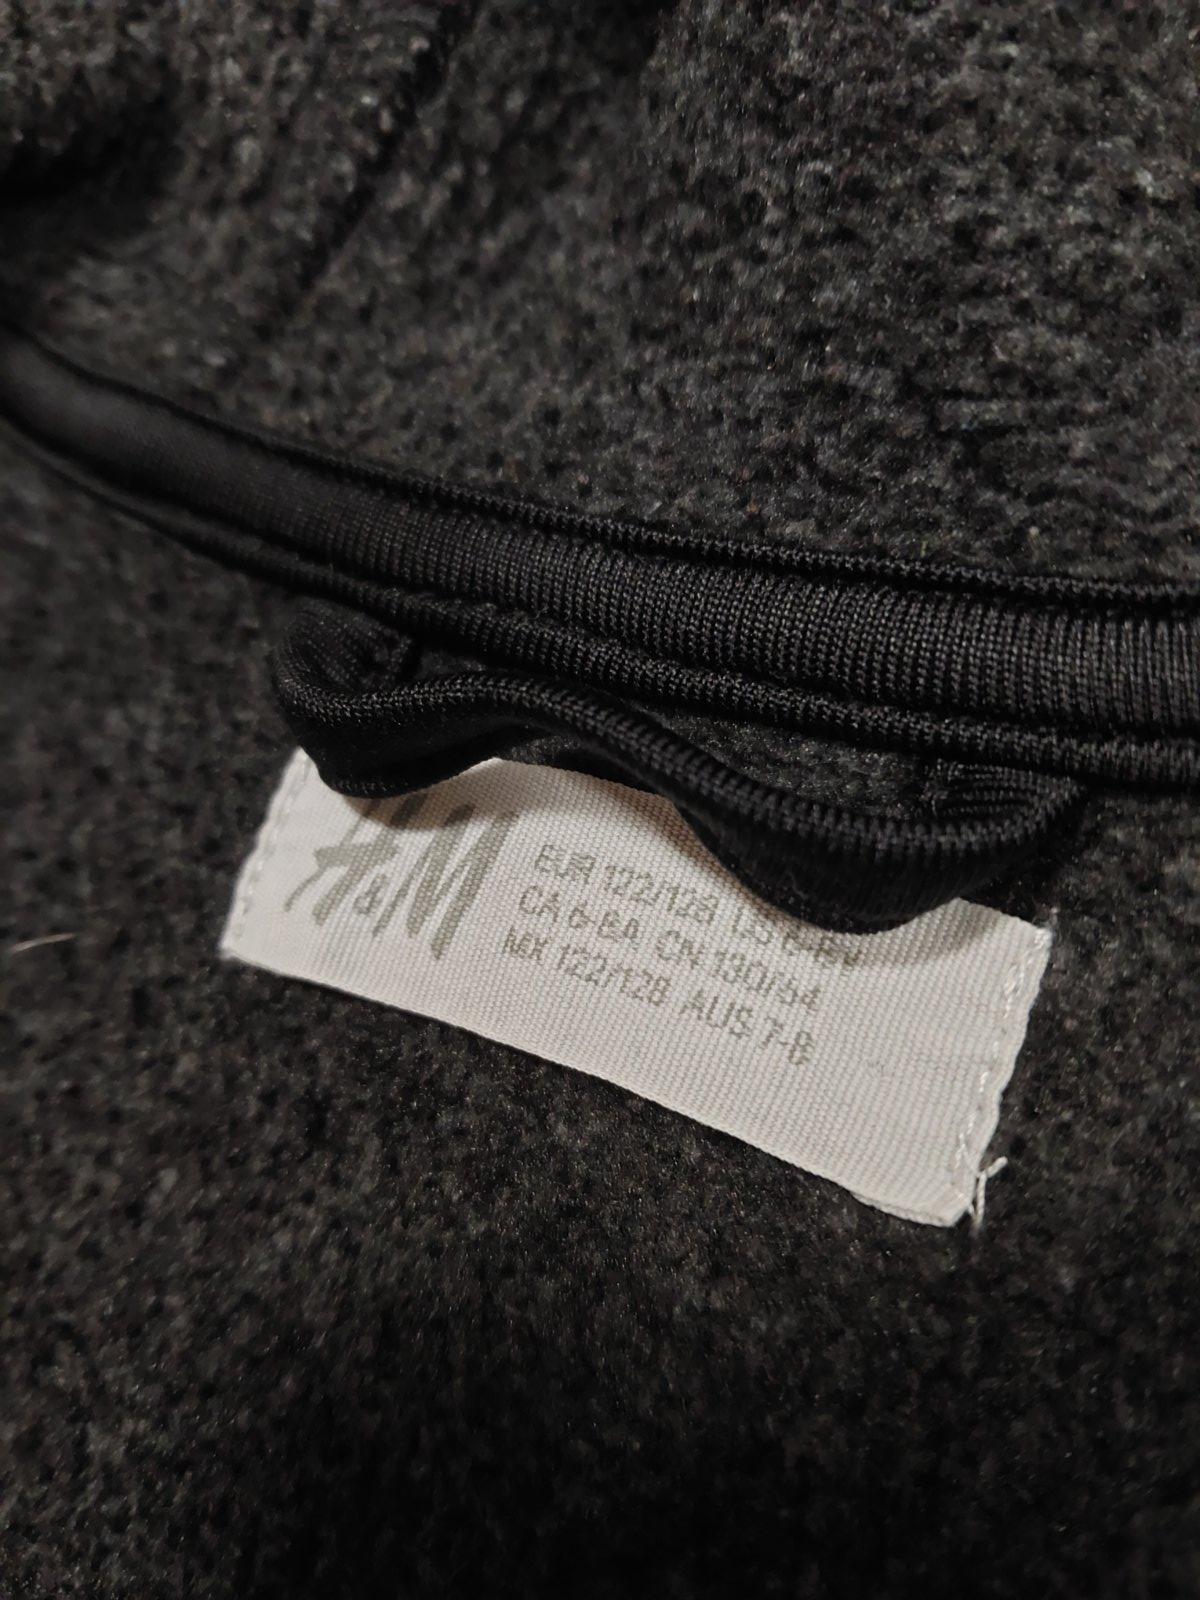 H&M
EUR 122/128 US 6-8Y
CA 6-8A CN 130/64
MX 122/128 AUS 7-8